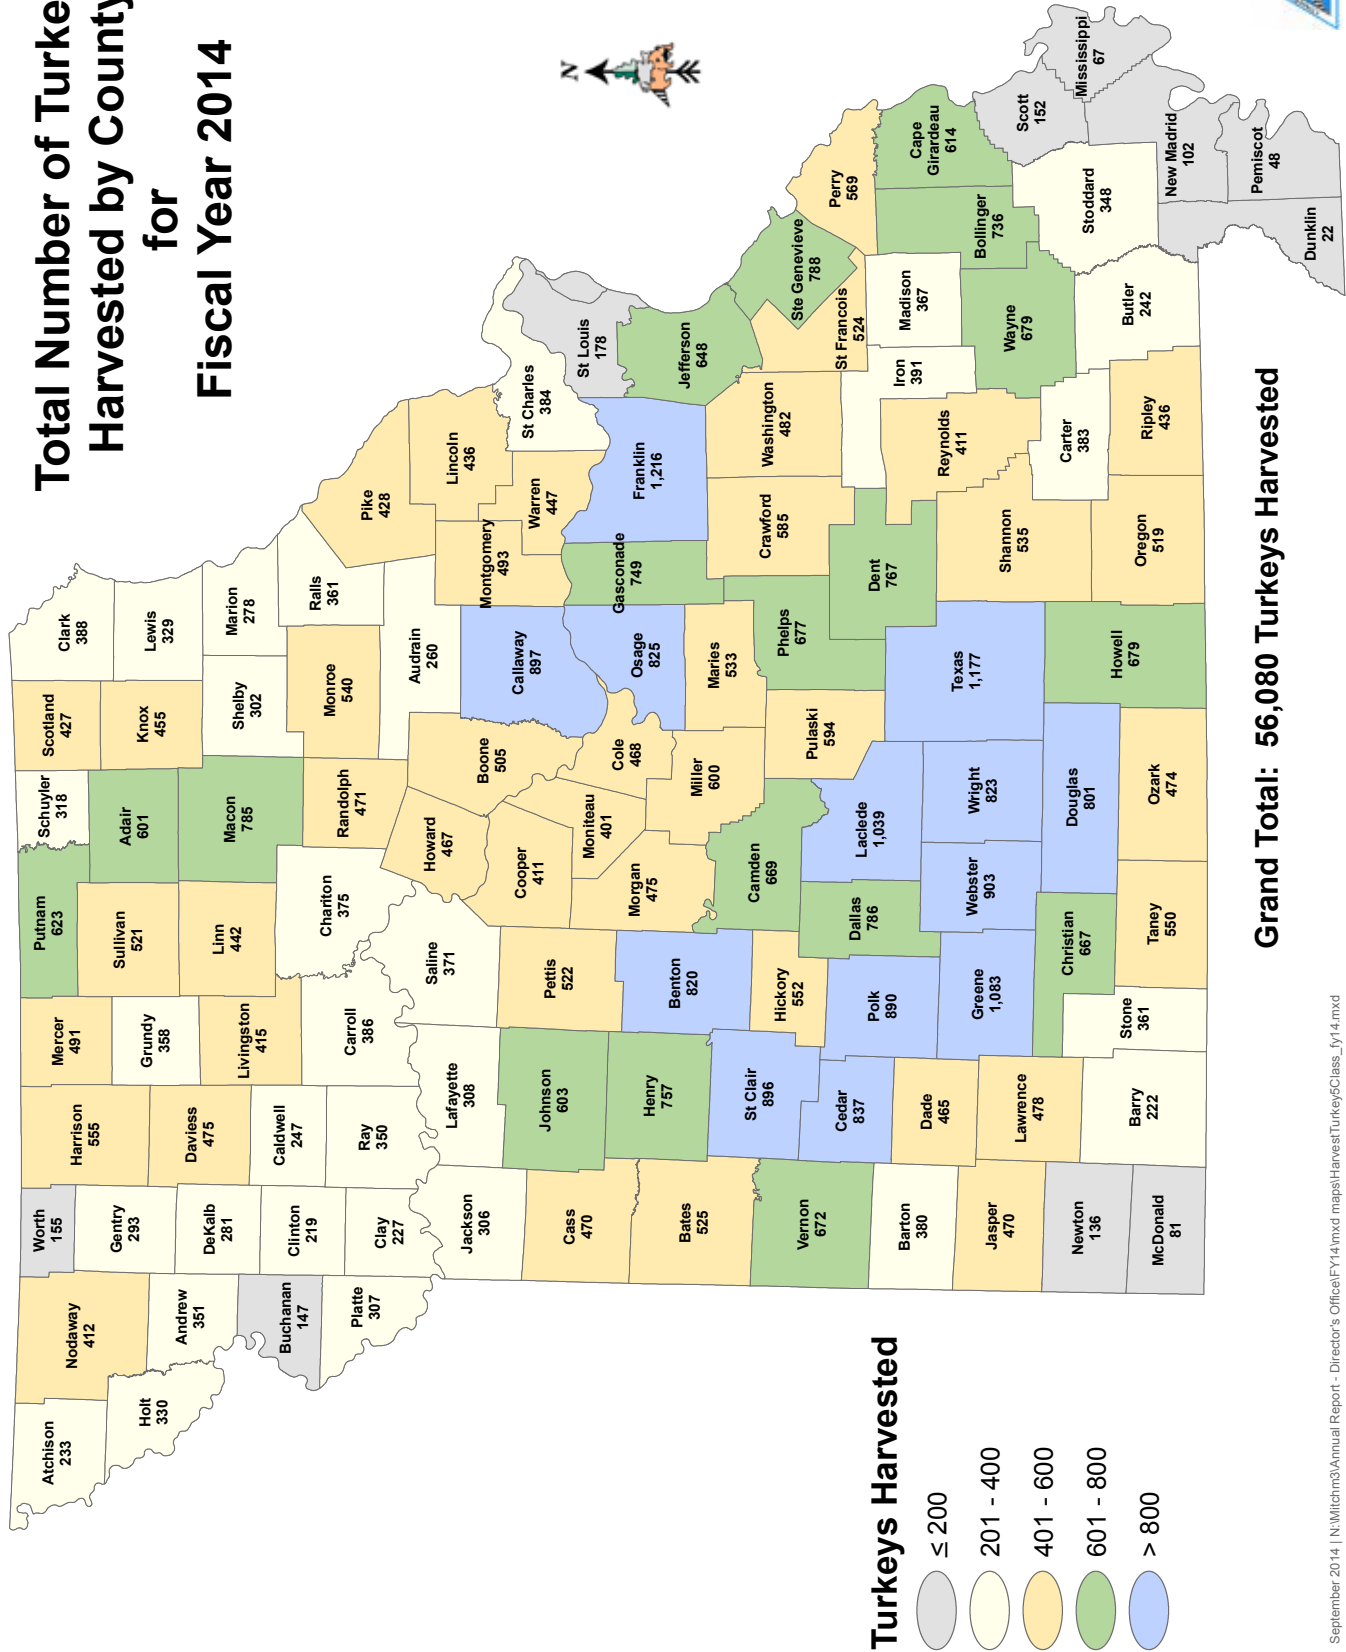 Total Number of Turke
Harvested by County
for
Fiscal Year 2014
N
Atchison
233
Nodaway
412
Worth
155
Harrison
555
Mercer
491
Putnam
623
Schuyler
318
Scotland
427
Clark
388
Holt
330
Andrew
351
Gentry
293
Daviess
475
Grundy
358
Sullivan
521
Adair
601
Knox
455
Lewis
329
Buchanan
147
DeKalb
281
Caldwell
247
Livingston
415
Linn
442
Macon
785
Shelby
302
Marion
278
Platte
307
Clinton
219
Clay
227
Ray
350
Carroll
386
Chariton
375
Randolph
471
Monroe
540
Ralls
361
Pike
428
Jackson
306
Lafayette
308
Saline
371
Howard
467
Boone
505
Audrain
260
Callaway
897
Montgomery
493
Lincoln
436
Warren
447
St Charles
384
St Louis
178
Cass
470
Johnson
603
Pettis
522
Cooper
411
Moniteau
401
Cole
468
Osage
825
Gasconade
749
Franklin
1,216
Jefferson
648
Bates
525
Henry
757
Benton
820
Morgan
475
Miller
600
Maries
533
Phelps
677
Crawford
585
Washington
482
St Francois
524
Ste Genevieve
788
Perry
569
Vernon
672
St Clair
896
Hickory
552
Camden
669
Pulaski
594
Dent
767
Iron
391
Madison
367
Bollinger
736
Cape
Girardeau
614
Barton
380
Cedar
837
Polk
890
Dallas
786
Laclede
1,039
Texas
1,177
Shannon
535
Reynolds
411
Wayne
679
Scott
152
Mississippi
67
Jasper
470
Dade
465
Greene
1,083
Webster
903
Wright
823
Carter
383
Butler
242
Stoddard
348
New Madrid
102
Newton
136
Lawrence
478
Christian
667
Douglas
801
Howell
679
Oregon
519
Ripley
436
Pemiscot
48
McDonald
81
Barry
222
Stone
361
Taney
550
Ozark
474
Dunklin
22
Turkeys Harvested
≤ 200
201 - 400
401 - 600
601 - 800
> 800
Grand Total: 56,080 Turkeys Harvested
September 2014 | N:\Mitchm3\Annual Report - Director's Office\FY14\mxd maps\HarvestTurkey5Class_fy14.mxd